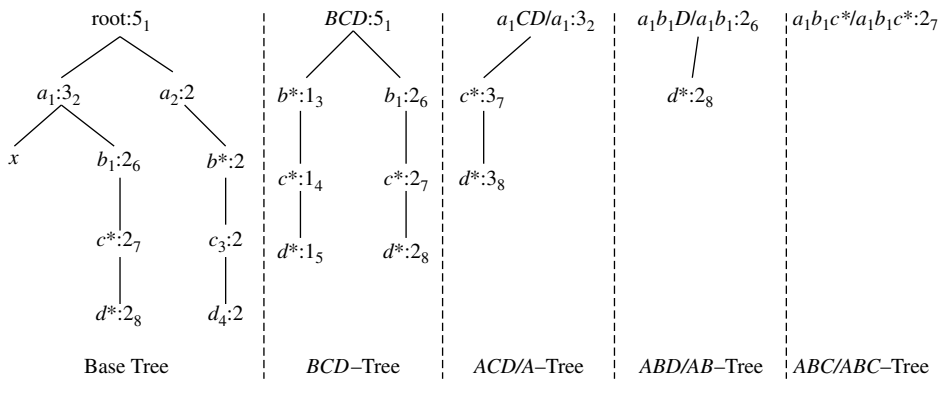 root:5₁ BCD:5₁ a₁CD/a₁:3₂ a₁b₁D/a₁b₁:2₆ a₁b₁c*/a₁b₁c*:2₇
a₁:3₂ a₂:2 b*:1₃ b₁:2₆ c*:3₇ d*:2₈
x b₁:2₆ b*:2 c*:1₄ c*:2₇ d*:3₈
c*:2₇ c₃:2 d*:1₅ d*:2₈
d*:2₈ d₄:2
Base Tree BCD–Tree ACD/A–Tree ABD/AB–Tree ABC/ABC–Tree